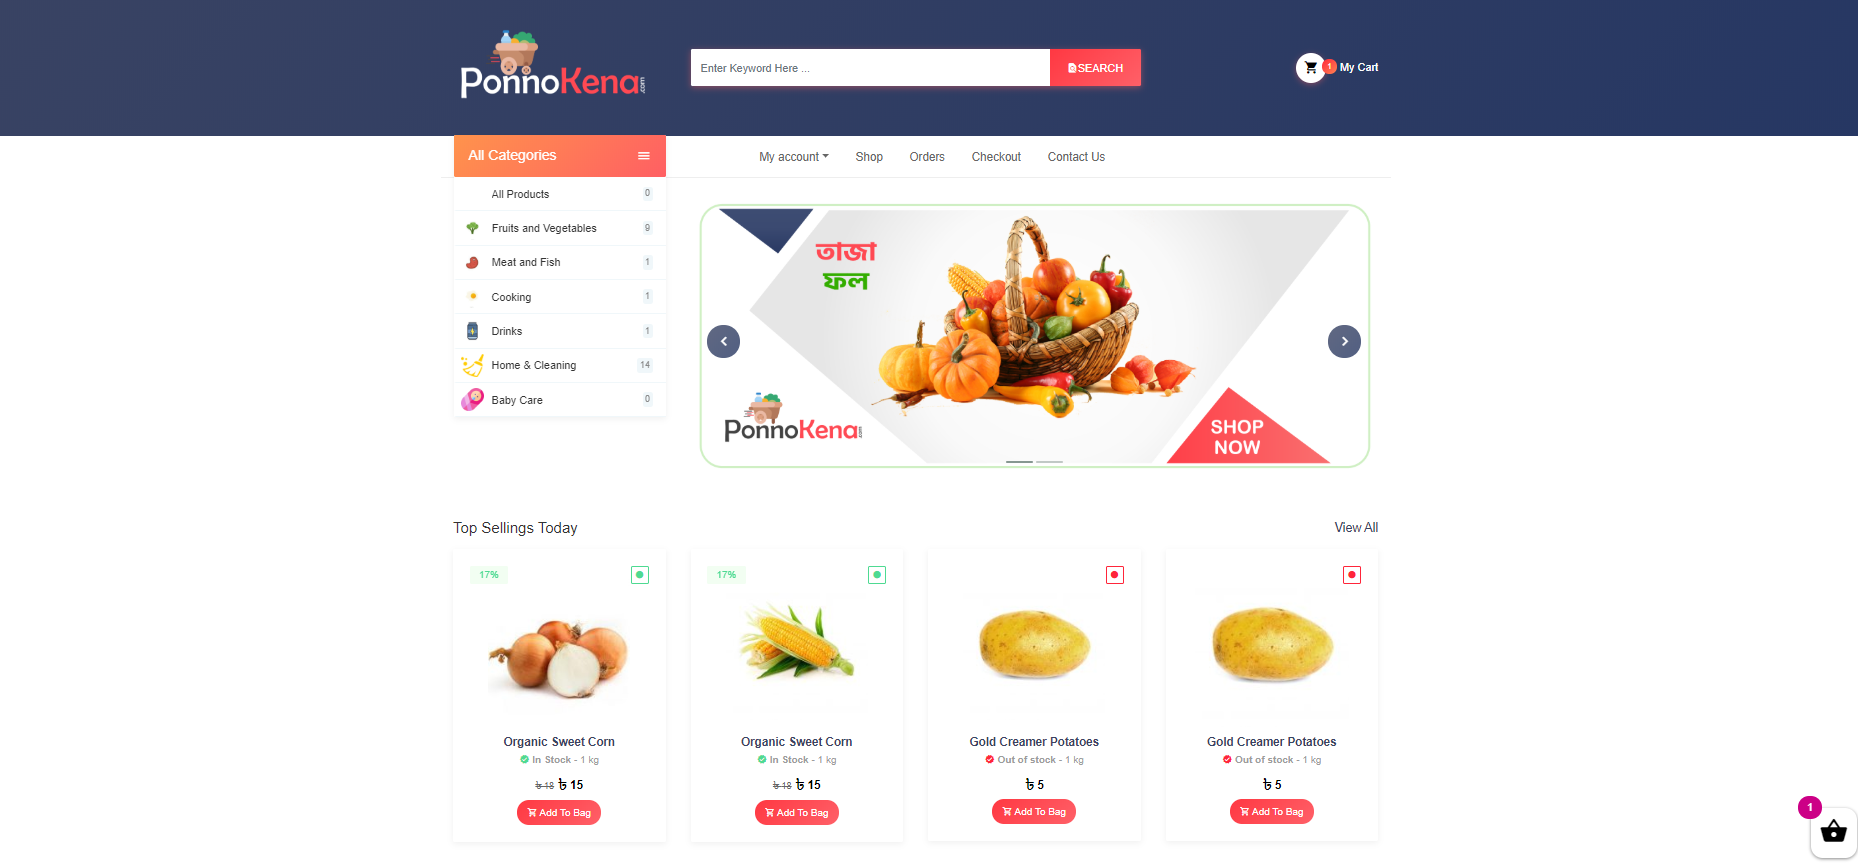 PonnoKena.com
Enter Keyword Here ...
SEARCH
1 My Cart
All Categories
My account Shop Orders Checkout Contact Us
All Products 0
Fruits and Vegetables 9
Meat and Fish 1
Cooking 1
Drinks 1
Home & Cleaning 14
Baby Care 0
তাজা
ফল
PonnoKena.com
SHOP
NOW
Top Sellings Today View All
17%
Organic Sweet Corn
In Stock - 1 kg
৳ 18 ৳ 15
Add To Bag
17%
Organic Sweet Corn
In Stock - 1 kg
৳ 18 ৳ 15
Add To Bag
Gold Creamer Potatoes
Out of stock - 1 kg
৳ 5
Add To Bag
Gold Creamer Potatoes
Out of stock - 1 kg
৳ 5
Add To Bag
1